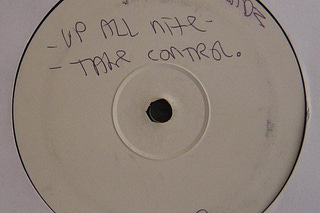 - UP ALL NITE -
- TAKE CONTROL.